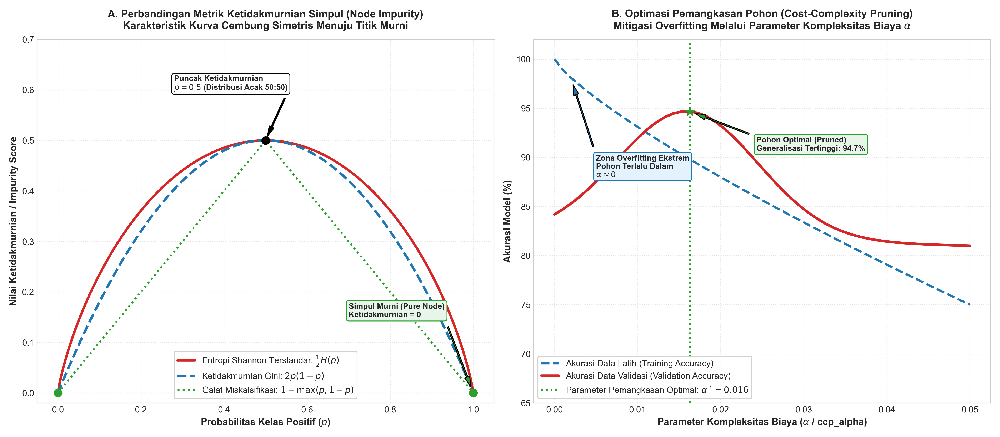 A. Perbandingan Metrik Ketidakmurnian Simpul (Node Impurity)
Karakteristik Kurva Cembung Simetris Menuju Titik Murni
Nilai Ketidakmurnian / Impurity Score
0.7
0.6
0.5
0.4
0.3
0.2
0.1
0.0
Puncak Ketidakmurnian
p = 0.5 (Distribusi Acak 50:50)
Simpul Murni (Pure Node)
Ketidakmurnian = 0
Entropi Shannon Terstandar: ½H(p)
Ketidakmurnian Gini: 2p(1 − p)
Galat Miskalsifikasi: 1 − max(p, 1 − p)
0.0 0.2 0.4 0.6 0.8 1.0
Probabilitas Kelas Positif (p)
B. Optimasi Pemangkasan Pohon (Cost-Complexity Pruning)
Mitigasi Overfitting Melalui Parameter Kompleksitas Biaya α
Akurasi Model (%)
100
95
90
85
80
75
70
65
Pohon Optimal (Pruned)
Generalisasi Tertinggi: 94.7%
Zona Overfitting Ekstrem
Pohon Terlalu Dalam
α ≈ 0
Akurasi Data Latih (Training Accuracy)
Akurasi Data Validasi (Validation Accuracy)
Parameter Pemangkasan Optimal: α* = 0.016
0.00 0.01 0.02 0.03 0.04 0.05
Parameter Kompleksitas Biaya (α / ccp_alpha)